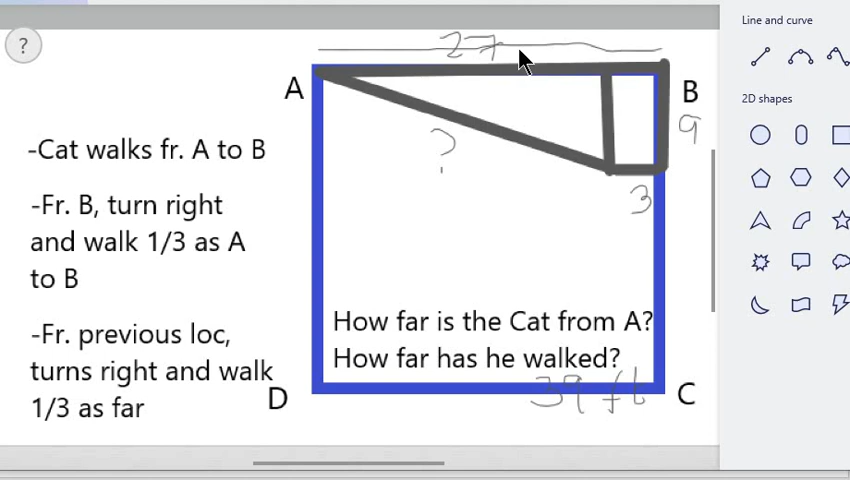 ?
Line and curve
27
A
B
2D shapes
9
-Cat walks fr. A to B
?
-Fr. B, turn right
and walk 1/3 as A
to B
3
-Fr. previous loc,
turns right and walk
1/3 as far
How far is the Cat from A?
How far has he walked?
39 ft
D
C